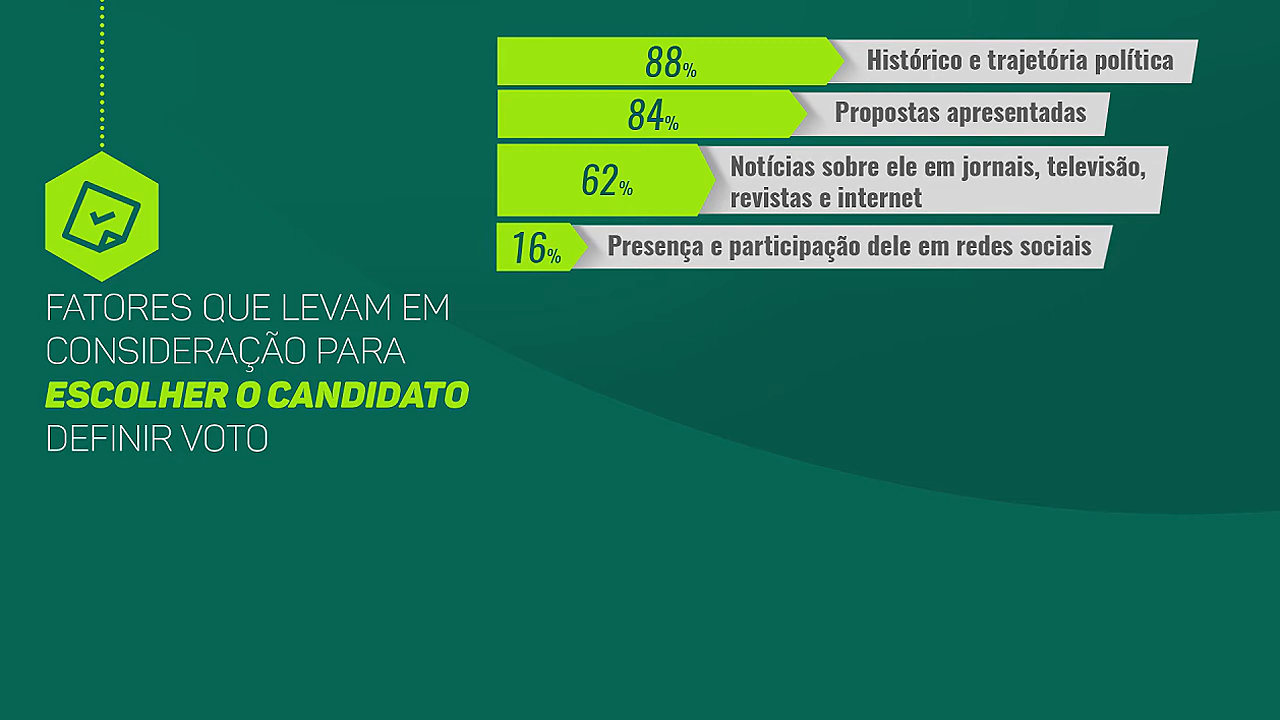 88%
Histórico e trajetória política
84%
Propostas apresentadas
62%
Notícias sobre ele em jornais, televisão,
revistas e internet
16%
Presença e participação dele em redes sociais
FATORES QUE LEVAM EM
CONSIDERAÇÃO PARA
ESCOLHER O CANDIDATO
DEFINIR VOTO